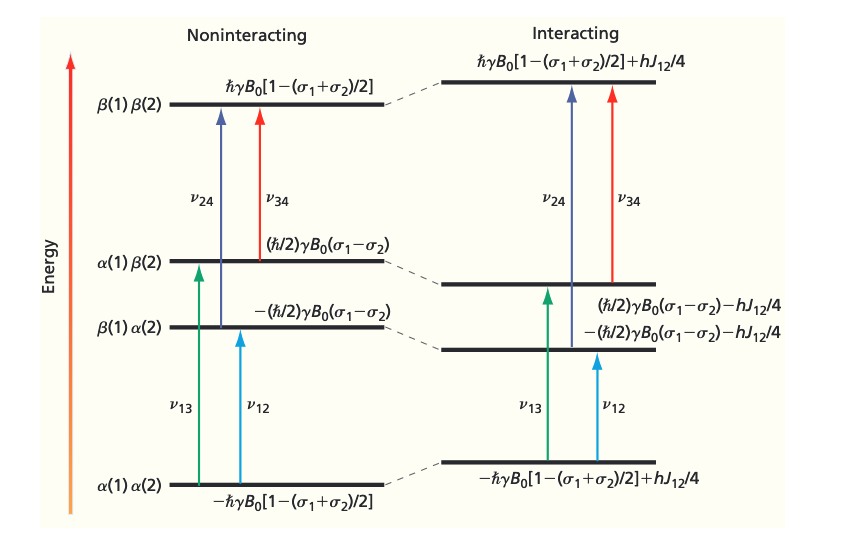 Noninteracting
Interacting
ℏγB₀[1−(σ₁+σ₂)/2]+hJ₁₂/4
ℏγB₀[1−(σ₁+σ₂)/2]
β(1) β(2)
ν₂₄
ν₃₄
ν₂₄
ν₃₄
Energy
(ℏ/2)γB₀(σ₁−σ₂)
α(1) β(2)
(ℏ/2)γB₀(σ₁−σ₂)−hJ₁₂/4
−(ℏ/2)γB₀(σ₁−σ₂)
β(1) α(2)
−(ℏ/2)γB₀(σ₁−σ₂)−hJ₁₂/4
ν₁₃
ν₁₂
ν₁₃
ν₁₂
α(1) α(2)
−ℏγB₀[1−(σ₁+σ₂)/2]+hJ₁₂/4
−ℏγB₀[1−(σ₁+σ₂)/2]